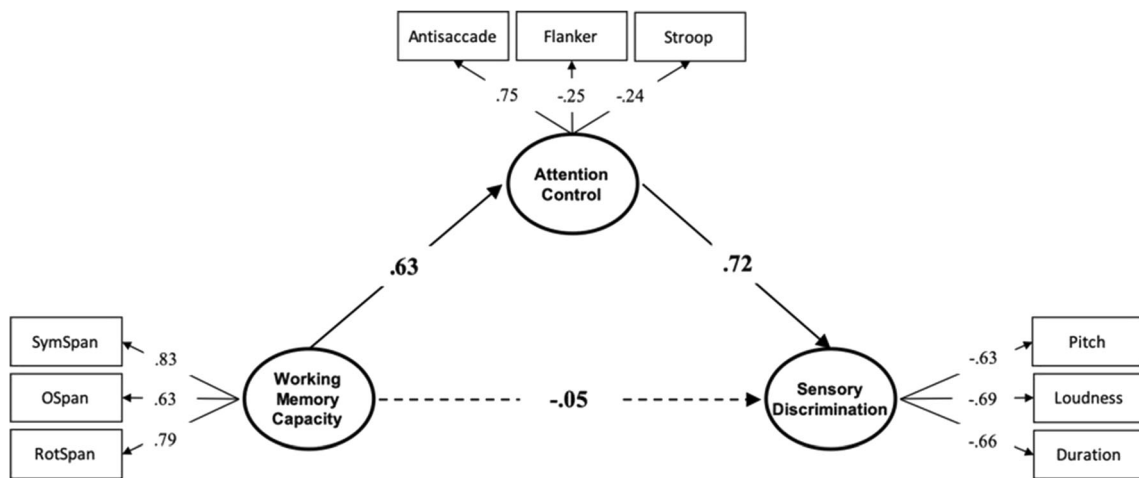 Antisaccade
Flanker
Stroop
.75
-.25
-.24
Attention
Control
.63
.72
SymSpan
OSpan
RotSpan
.83
.63
.79
Working
Memory
Capacity
-.05
Sensory
Discrimination
-.63
-.69
-.66
Pitch
Loudness
Duration